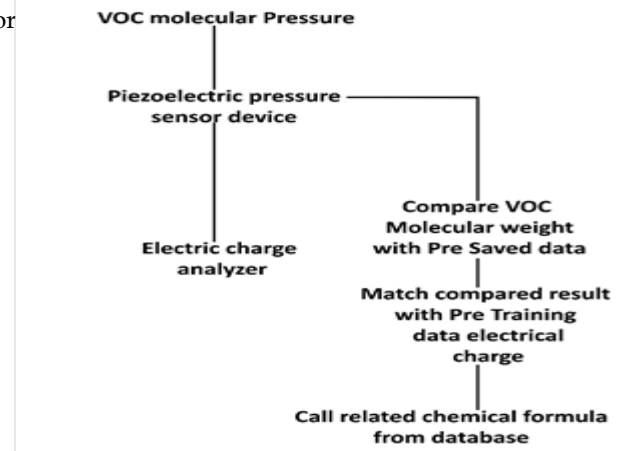 or
VOC molecular Pressure
Piezoelectric pressure
sensor device
Electric charge
analyzer
Compare VOC
Molecular weight
with Pre Saved data
Match compared result
with Pre Training
data electrical
charge
Call related chemical formula
from database